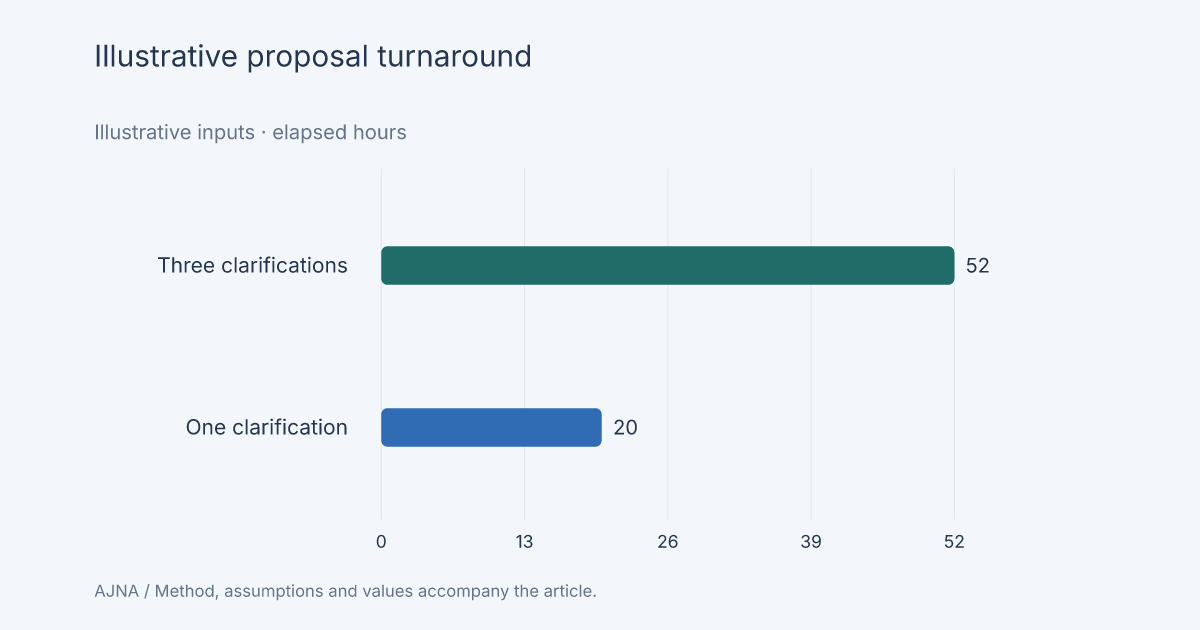 Illustrative proposal turnaround
Illustrative inputs · elapsed hours
Three clarifications 52
One clarification 20
0 13 26 39 52
AJNA / Method, assumptions and values accompany the article.